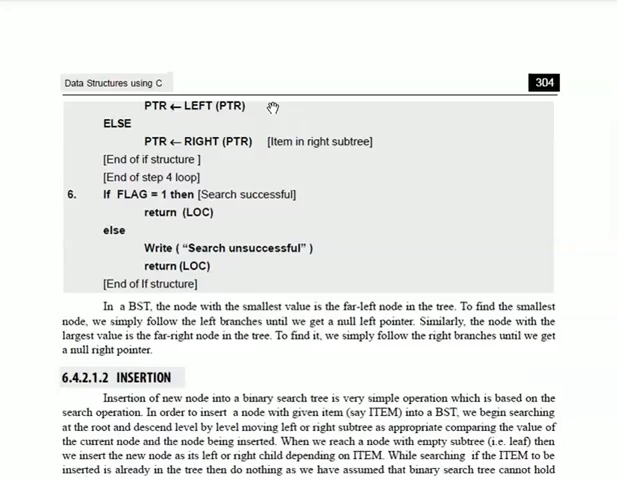 Data Structures using C 304
PTR ← LEFT (PTR)
ELSE
PTR ← RIGHT (PTR) [Item in right subtree]
[End of if structure ]
[End of step 4 loop]
6. If FLAG = 1 then [Search successful]
return (LOC)
else
Write ( “Search unsuccessful” )
return (LOC)
[End of If structure]
In a BST, the node with the smallest value is the far-left node in the tree. To find the smallest
node, we simply follow the left branches until we get a null left pointer. Similarly, the node with the
largest value is the far-right node in the tree. To find it, we simply follow the right branches until we get
a null right pointer.
6.4.2.1.2 INSERTION
Insertion of new node into a binary search tree is very simple operation which is based on the
search operation. In order to insert a node with given item (say ITEM) into a BST, we begin searching
at the root and descend level by level moving left or right subtree as appropriate comparing the value of
the current node and the node being inserted. When we reach a node with empty subtree (i.e. leaf) then
we insert the new node as its left or right child depending on ITEM. While searching if the ITEM to be
inserted is already in the tree then do nothing as we have assumed that binary search tree cannot hold